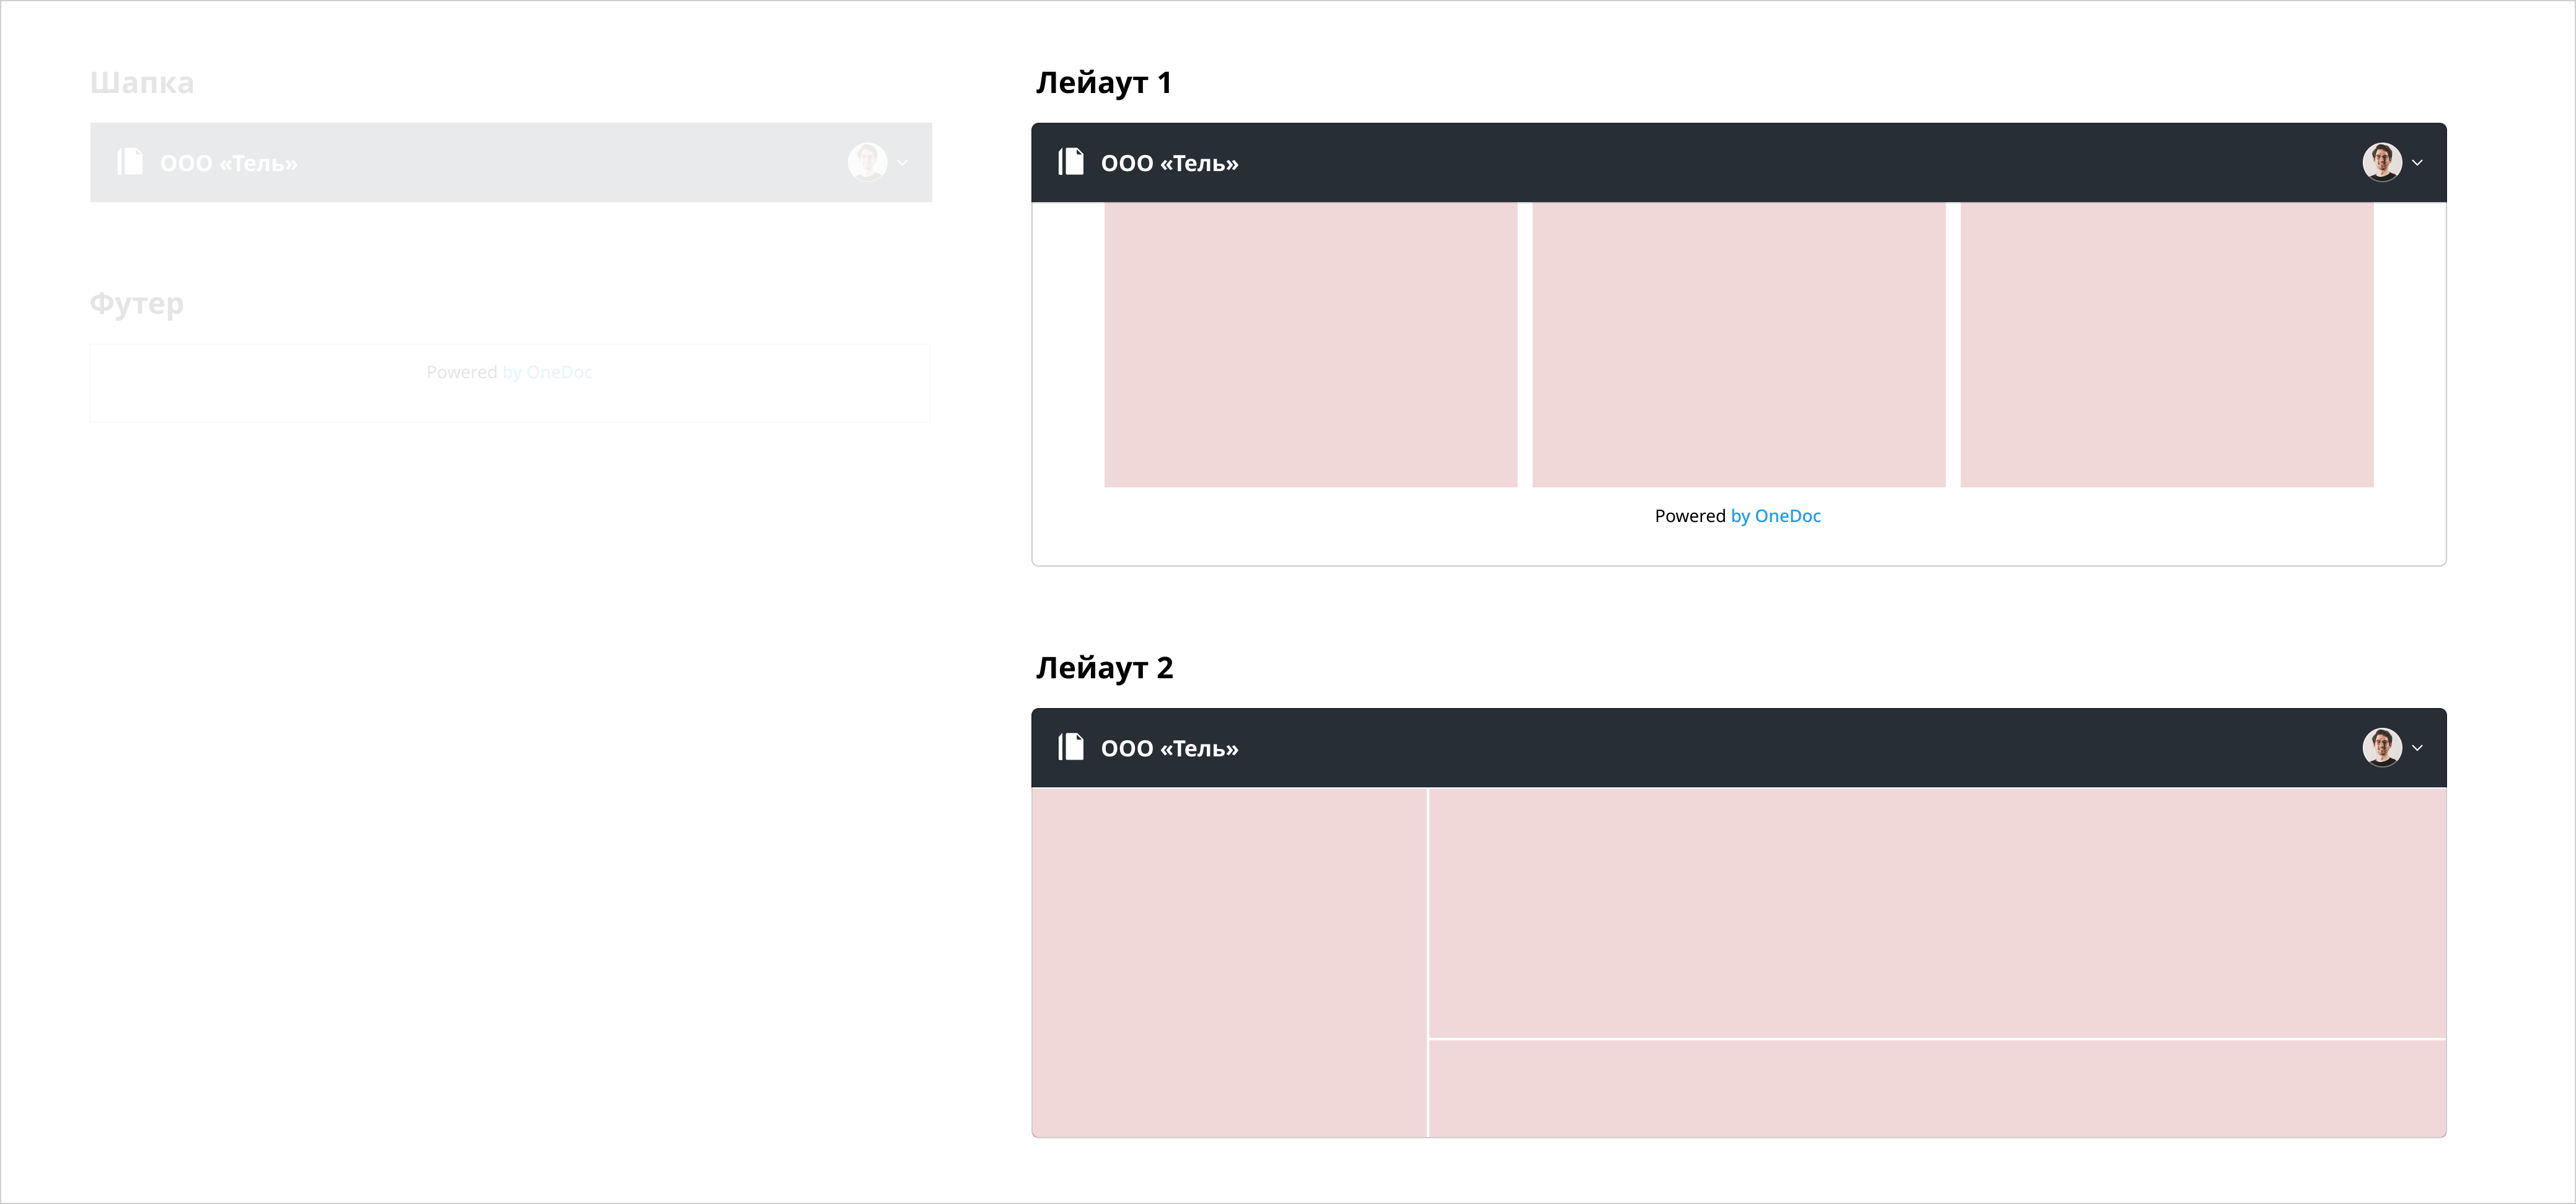 Шапка
ООО «Тель»
Футер
Powered by OneDoc
Лейаут 1
ООО «Тель»
Powered by OneDoc
Лейаут 2
ООО «Тель»